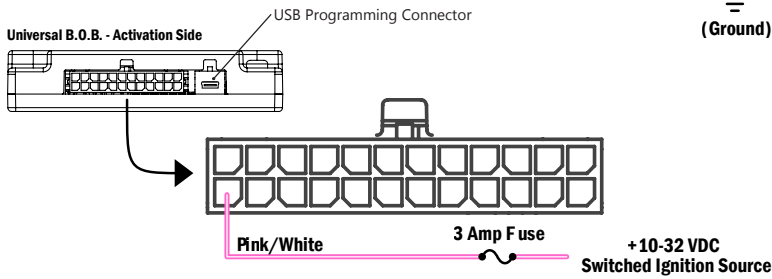 USB Programming Connector
(Ground)
Universal B.O.B. - Activation Side
Pink/White
3 Amp Fuse
+10-32 VDC
Switched Ignition Source